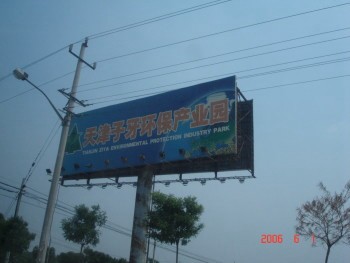 天津子牙环保产业园
TIANJIN ZIYA ENVIRONMENTAL PROTECTION INDUSTRY PARK
2006 6 1